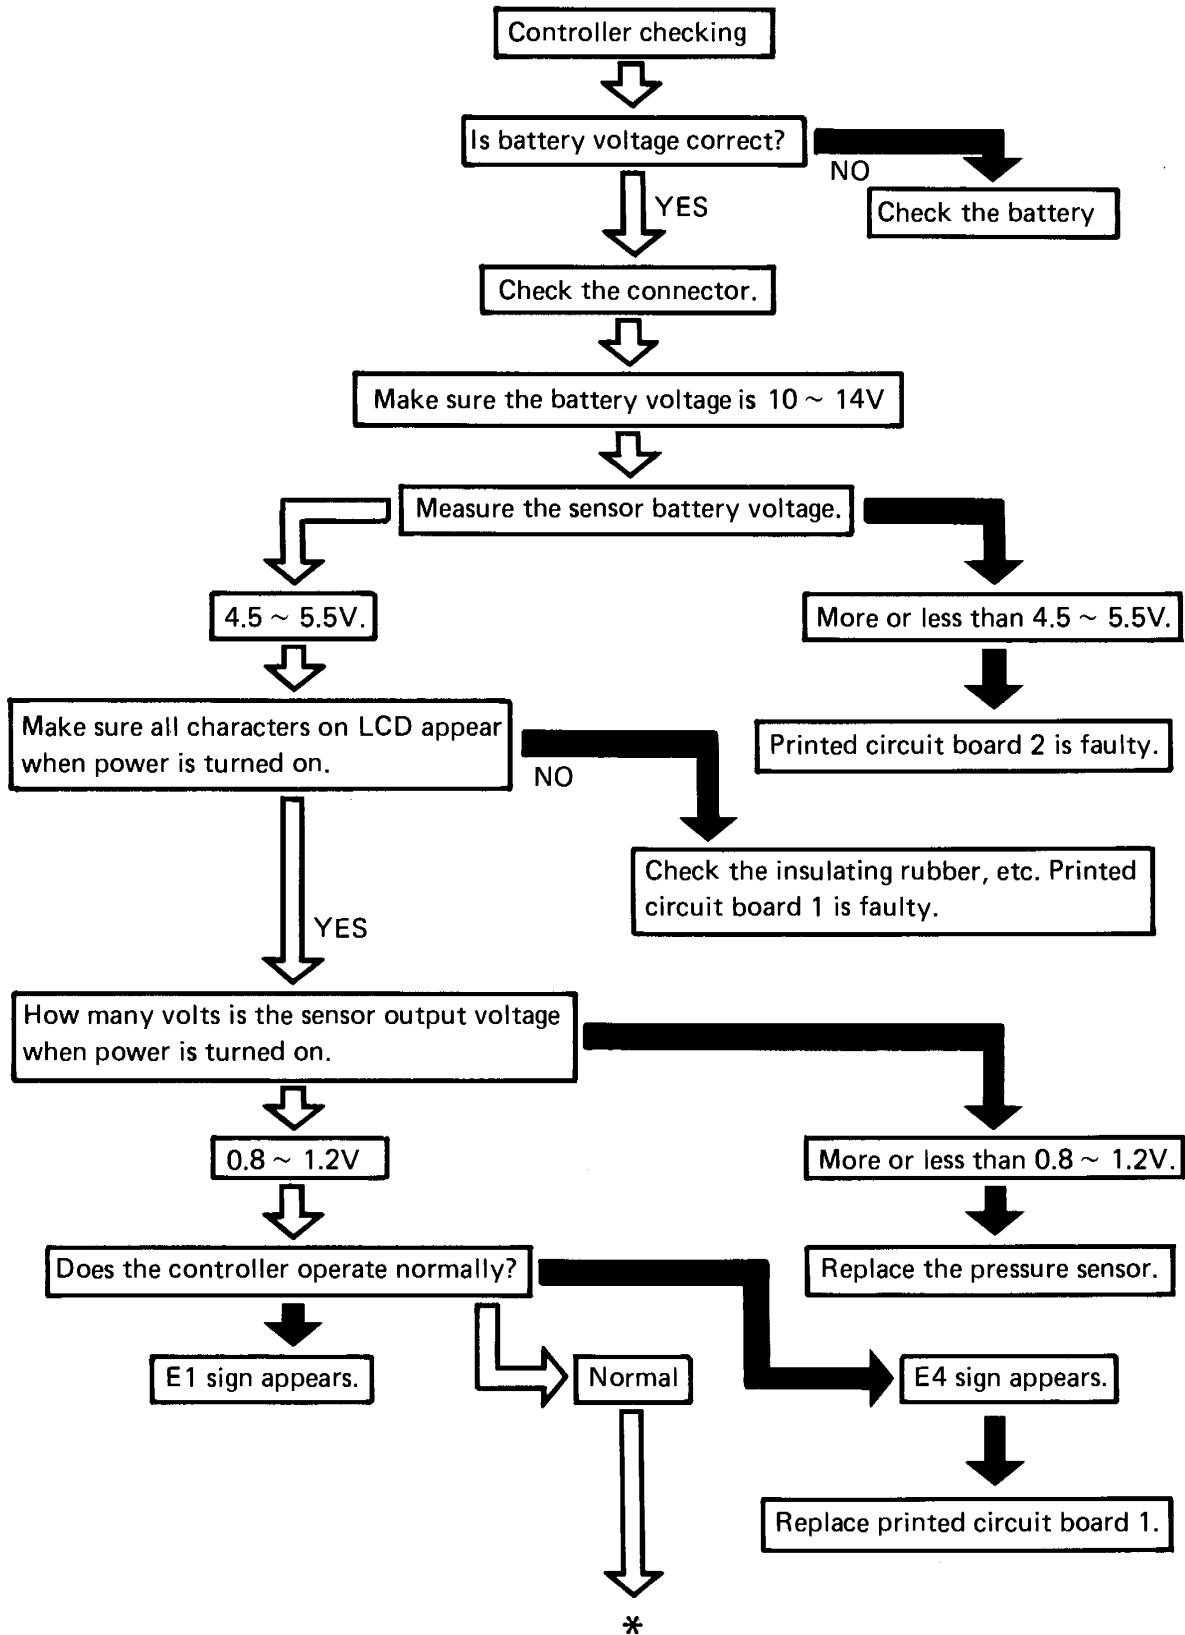 Controller checking
Is battery voltage correct?
NO
YES
Check the battery
Check the connector.
Make sure the battery voltage is 10 ~ 14V
Measure the sensor battery voltage.
4.5 ~ 5.5V.
More or less than 4.5 ~ 5.5V.
Make sure all characters on LCD appear
when power is turned on.
NO
Printed circuit board 2 is faulty.
Check the insulating rubber, etc. Printed
circuit board 1 is faulty.
YES
How many volts is the sensor output voltage
when power is turned on.
0.8 ~ 1.2V
More or less than 0.8 ~ 1.2V.
Does the controller operate normally?
Replace the pressure sensor.
E1 sign appears.
Normal
E4 sign appears.
Replace printed circuit board 1.
*